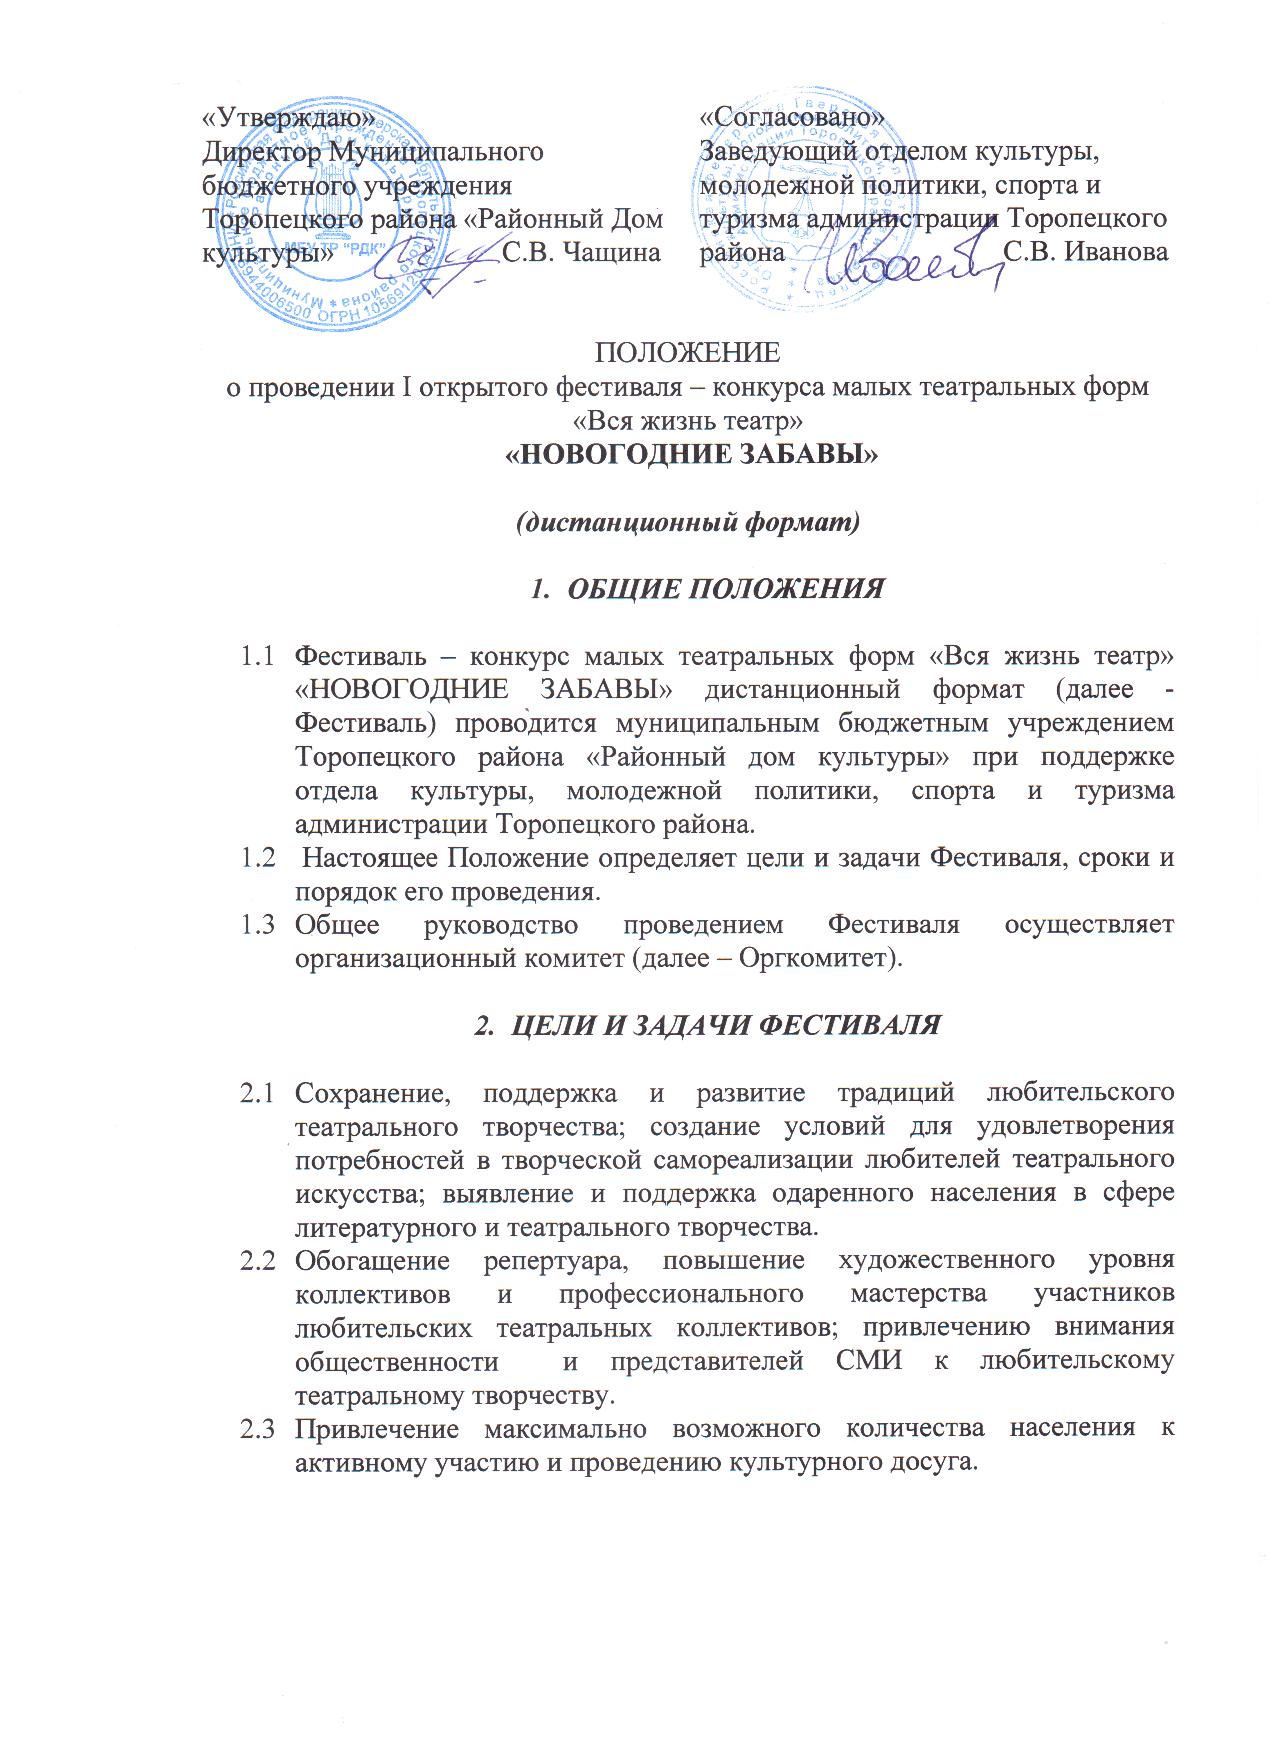 «Утверждаю»
Директор Муниципального
бюджетного учреждения
Торопецкого района «Районный Дом
культуры» С.В. Чащина
«Согласовано»
Заведующий отделом культуры,
молодежной политики, спорта и
туризма администрации Торопецкого
района С.В. Иванова
МБУ ТР "РДК"
ПОЛОЖЕНИЕ
о проведении I открытого фестиваля – конкурса малых театральных форм
«Вся жизнь театр»
«НОВОГОДНИЕ ЗАБАВЫ»
(дистанционный формат)
1. ОБЩИЕ ПОЛОЖЕНИЯ
1.1 Фестиваль – конкурс малых театральных форм «Вся жизнь театр»
«НОВОГОДНИЕ ЗАБАВЫ» дистанционный формат (далее -
Фестиваль) проводится муниципальным бюджетным учреждением
Торопецкого района «Районный дом культуры» при поддержке
отдела культуры, молодежной политики, спорта и туризма
администрации Торопецкого района.
1.2 Настоящее Положение определяет цели и задачи Фестиваля, сроки и
порядок его проведения.
1.3 Общее руководство проведением Фестиваля осуществляет
организационный комитет (далее – Оргкомитет).
2. ЦЕЛИ И ЗАДАЧИ ФЕСТИВАЛЯ
2.1 Сохранение, поддержка и развитие традиций любительского
театрального творчества; создание условий для удовлетворения
потребностей в творческой самореализации любителей театрального
искусства; выявление и поддержка одаренного населения в сфере
литературного и театрального творчества.
2.2 Обогащение репертуара, повышение художественного уровня
коллективов и профессионального мастерства участников
любительских театральных коллективов; привлечению внимания
общественности и представителей СМИ к любительскому
театральному творчеству.
2.3 Привлечение максимально возможного количества населения к
активному участию и проведению культурного досуга.